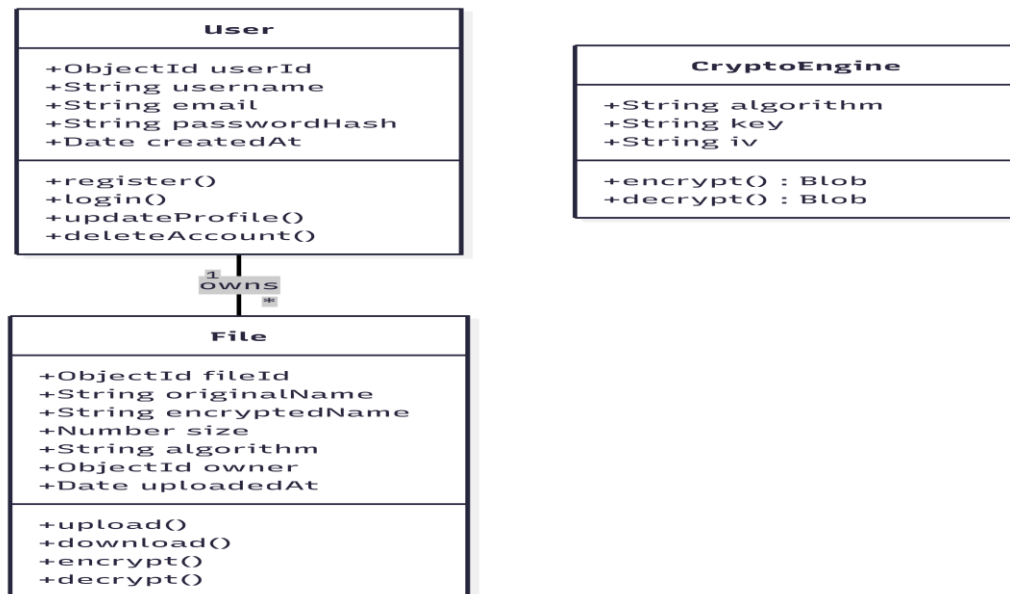 User
+ObjectId userId
+String username
+String email
+String passwordHash
+Date createdAt
+register()
+login()
+updateProfile()
+deleteAccount()
1
owns
*
File
+ObjectId fileId
+String originalName
+String encryptedName
+Number size
+String algorithm
+ObjectId owner
+Date uploadedAt
+upload()
+download()
+encrypt()
+decrypt()
CryptoEngine
+String algorithm
+String key
+String iv
+encrypt() : Blob
+decrypt() : Blob